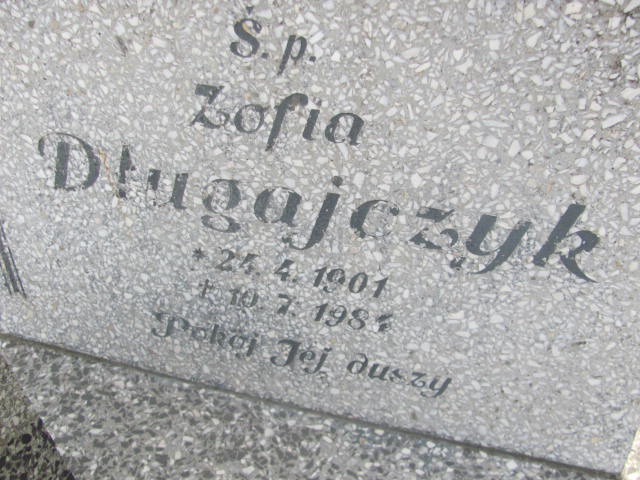 Ś.p.
Zofia
Długajczyk
* 24. 4. 1901
† 10. 7. 1981
Pokój Jej duszy